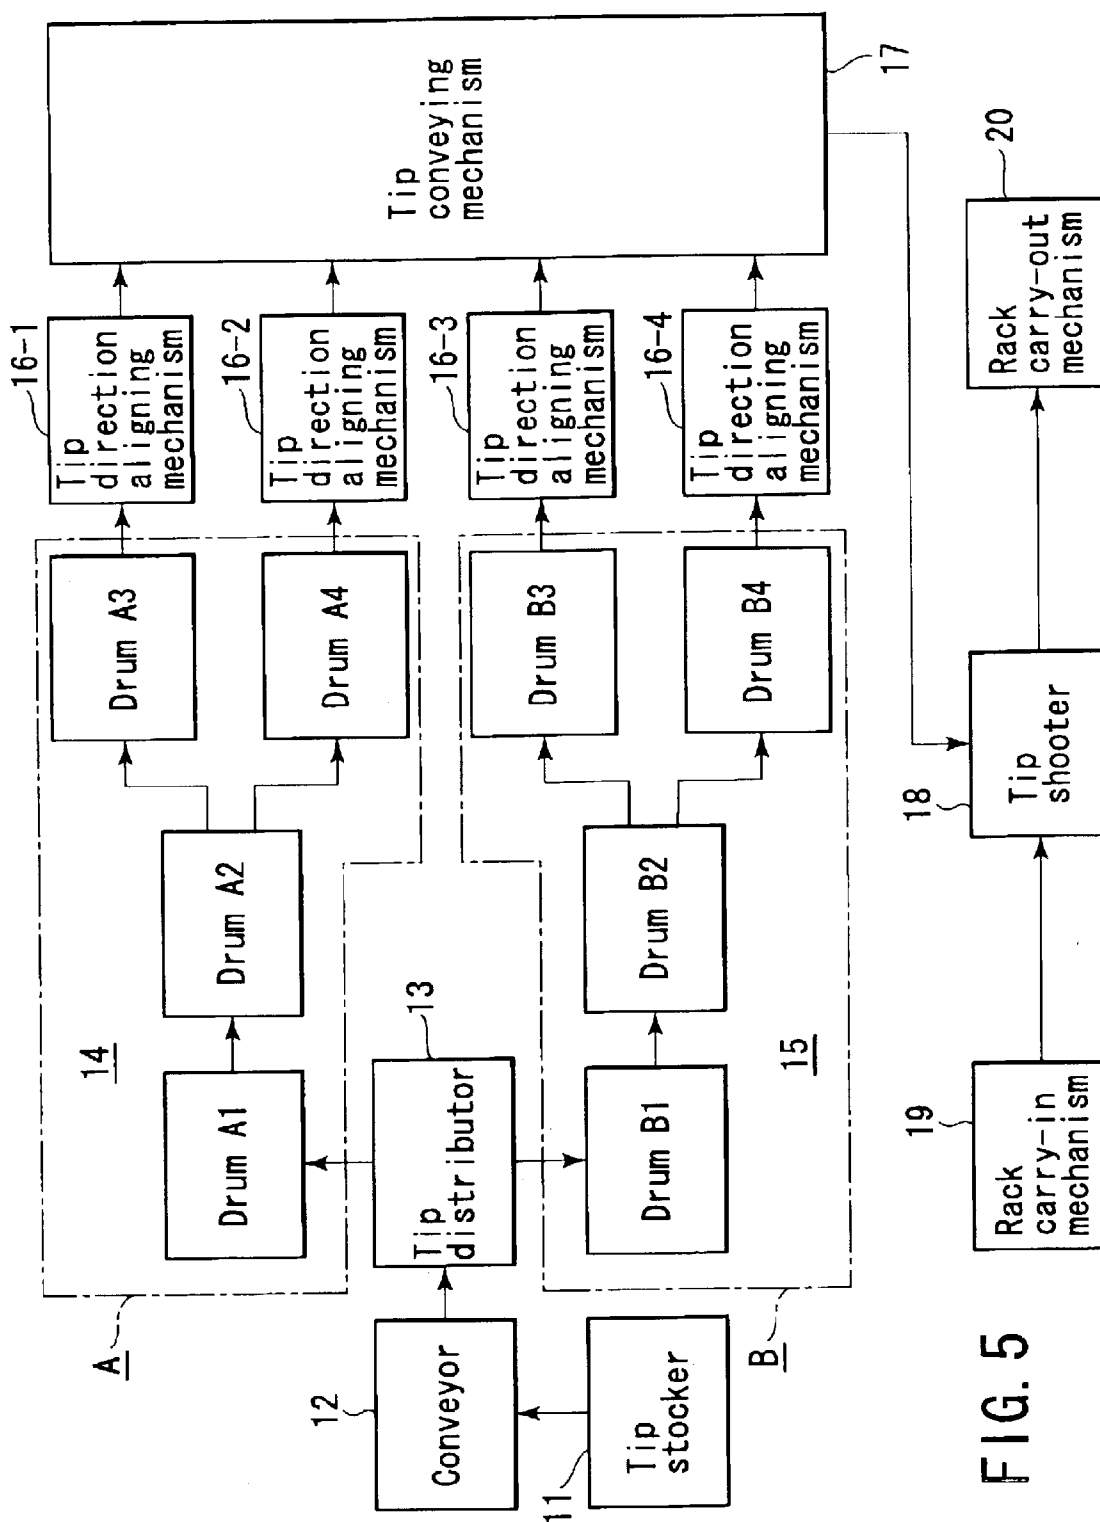 16-1
Tip
direction
aligning
mechanism
16-2
Tip
direction
aligning
mechanism
16-3
Tip
direction
aligning
mechanism
16-4
Tip
direction
aligning
mechanism
Tip
conveying
mechanism
17
A
14
Drum A1
Drum A2
Drum A3
Drum A4
12
Conveyor
13
Tip
distributor
11
Tip
stocker
B
15
Drum B1
Drum B2
Drum B3
Drum B4
19
Rack
carry-in
mechanism
18
Tip
shooter
20
Rack
carry-out
mechanism
FIG. 5